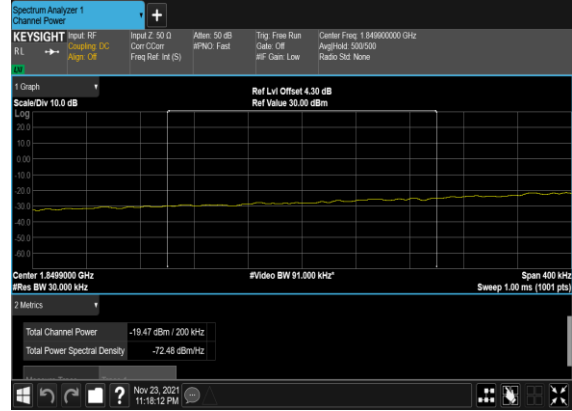 Spectrum Analyzer 1
Channel Power
+
KEYSIGHT Input: RF Input Z: 50 Ω Atten: 50 dB Trig: Free Run Center Freq: 1.849900000 GHz
RL Coupling: DC Corr CCorr #PNO: Fast Gate: Off Avg|Hold: 500/500
Align: Off Freq Ref: Int (S) #IF Gain: Low Radio Std: None
1 Graph
Ref Lvl Offset 4.30 dB
Scale/Div 10.0 dB Ref Value 30.00 dBm
Log
20.0
10.0
0.00
-10.0
-20.0
-30.0
-40.0
-50.0
-60.0
Center 1.8499000 GHz #Video BW 91.000 kHz* Span 400 kHz
#Res BW 30.000 kHz Sweep 1.00 ms (1001 pts)
2 Metrics
Total Channel Power -19.47 dBm / 200 kHz
Total Power Spectral Density -72.48 dBm/Hz
? Nov 23, 2021
11:18:12 PM